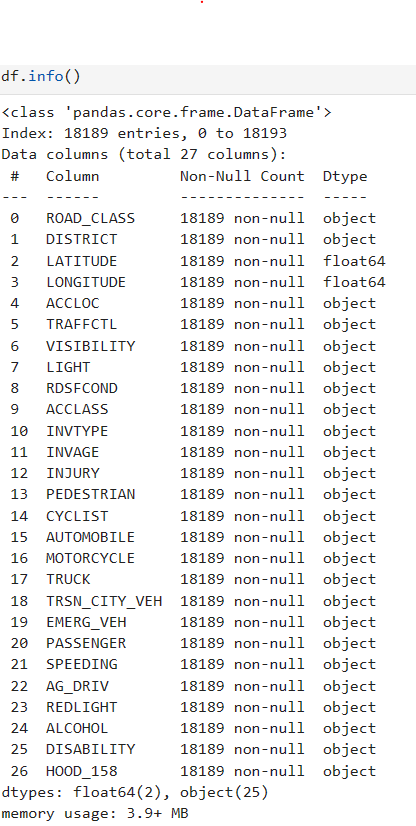 df.info()
<class 'pandas.core.frame.DataFrame'>
Index: 18189 entries, 0 to 18193
Data columns (total 27 columns):
 #   Column         Non-Null Count  Dtype
---  ------         --------------  -----
 0   ROAD_CLASS     18189 non-null  object
 1   DISTRICT       18189 non-null  object
 2   LATITUDE       18189 non-null  float64
 3   LONGITUDE      18189 non-null  float64
 4   ACCLOC         18189 non-null  object
 5   TRAFFCTL       18189 non-null  object
 6   VISIBILITY     18189 non-null  object
 7   LIGHT          18189 non-null  object
 8   RDSFCOND       18189 non-null  object
 9   ACCLASS        18189 non-null  object
 10  INVTYPE        18189 non-null  object
 11  INVAGE         18189 non-null  object
 12  INJURY         18189 non-null  object
 13  PEDESTRIAN     18189 non-null  object
 14  CYCLIST        18189 non-null  object
 15  AUTOMOBILE     18189 non-null  object
 16  MOTORCYCLE     18189 non-null  object
 17  TRUCK          18189 non-null  object
 18  TRSN_CITY_VEH  18189 non-null  object
 19  EMERG_VEH      18189 non-null  object
 20  PASSENGER      18189 non-null  object
 21  SPEEDING       18189 non-null  object
 22  AG_DRIV        18189 non-null  object
 23  REDLIGHT       18189 non-null  object
 24  ALCOHOL        18189 non-null  object
 25  DISABILITY     18189 non-null  object
 26  HOOD_158       18189 non-null  object
dtypes: float64(2), object(25)
memory usage: 3.9+ MB